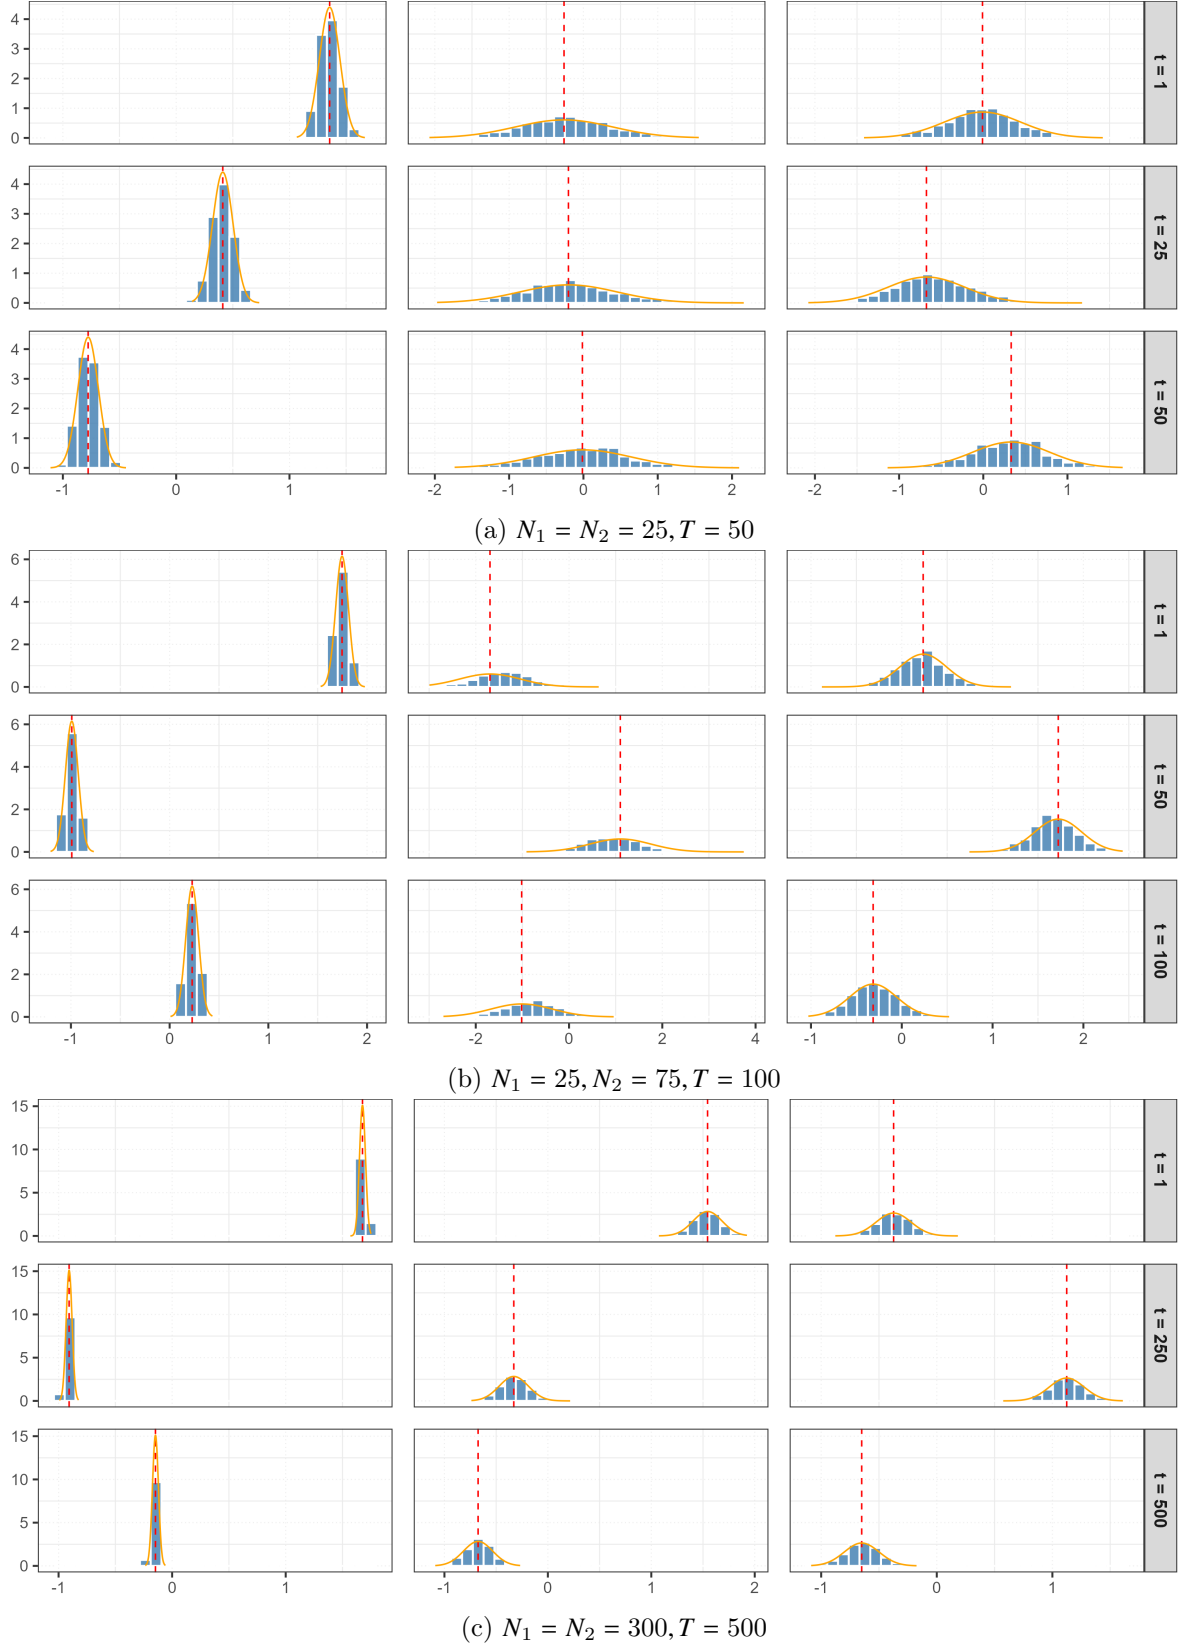 4
3
2
1
0
t = 1
4
3
2
1
0
t = 25
4
3
2
1
0
t = 50
-1 0 1 -2 -1 0 1 2 -2 -1 0 1
(a) N₁ = N₂ = 25, T = 50
6
4
2
0
t = 1
6
4
2
0
t = 50
6
4
2
0
t = 100
-1 0 1 2 -2 0 2 4 -1 0 1 2
(b) N₁ = 25, N₂ = 75, T = 100
15
10
5
0
t = 1
15
10
5
0
t = 250
15
10
5
0
t = 500
-1 0 1 -1 0 1 2 -1 0 1
(c) N₁ = N₂ = 300, T = 500